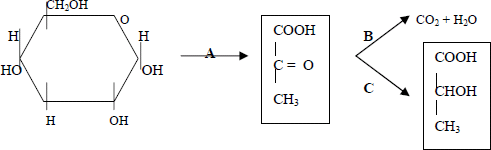 CH₂OH
O
H
H
HO
OH
H
OH
A
COOH
C = O
CH₃
B
C
CO₂ + H₂O
COOH
CHOH
CH₃